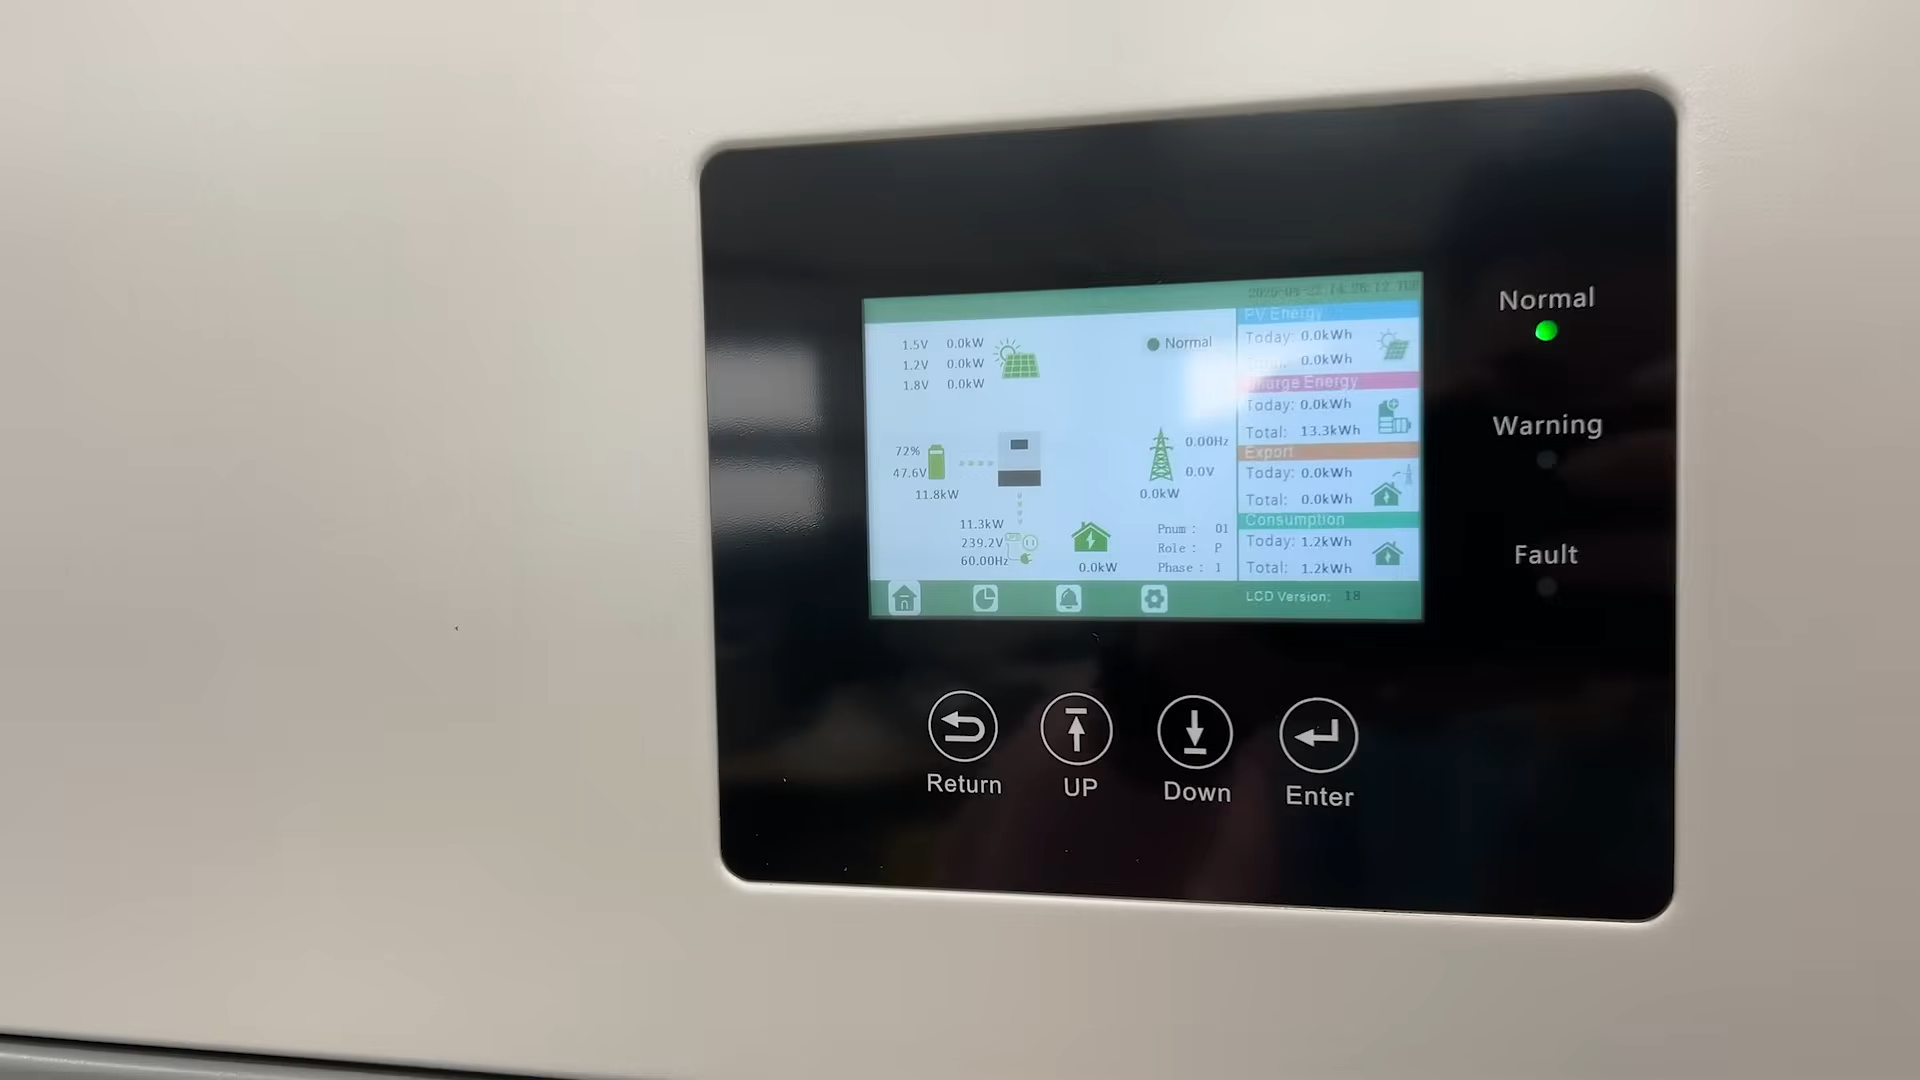 1.5V 0.0kW
1.2V 0.0kW
1.8V 0.0kW
Normal
72%
47.6V
11.8kW
0.00Hz
0.0V
0.0kW
11.3kW
239.2V
60.00Hz
0.0kW
Pnum : 01
Role : P
Phase : 1
PV Energy
Today: 0.0kWh
0.0kWh
Energy
Today: 0.0kWh
Total: 13.3kWh
Export
Today: 0.0kWh
Total: 0.0kWh
Consumption
Today: 1.2kWh
Total: 1.2kWh
LCD Version: 18
Normal
Warning
Fault
Return
UP
Down
Enter